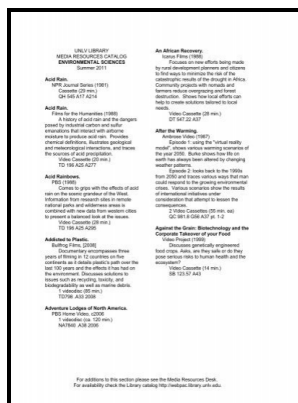 UNLV LIBRARY
MEDIA RESOURCES CATALOG
ENVIRONMENTAL SCIENCES
Summer 2011
Acid Rain.
NPR Journal Series (1981)
Cassette (29 min.)
QH 545 A17 A214
Acid Rain.
Films for the Humanities (1988)
A history of acid rain and the dangers
posed by industrial carbon and sulfur
emanations that interact with airborne
moisture to produce acid rain. Provides
chemical definitions, illustrates geological
and meteorological interactions, and traces
the sources of acid precipitation.
Video Cassette (20 min.)
TD 196 A25 A277
Acid Rainbows.
PBS (1988)
Comes to grips with the effects of acid
rain on the scenic grandeur of the West.
Information from research sites in remote
national parks and wilderness areas is
combined with new data from western cities
to present a balanced look at the issues.
Video Cassette (28 min.)
TD 196 A25 A295
Addicted to Plastic.
Bullfrog Films, [2008]
Documentary encompasses three
years of filming in 12 countries on five
continents as it details plastic's path over the
last 100 years and the effects it has had on
the environment. Discusses solutions to
issues such as recycling, toxicity, and
biodegradability as well as marine debris.
1 videodisc (85 min.)
TD798 .A33 2008
Adventure Lodges of North America.
PBS Home Video, c2006
1 videodisc (ca. 120 min.)
NA7840 .A38 2006
An African Recovery.
Icarus Films (1988)
Focuses on new efforts being made
by rural development planners and citizens
to find ways to minimize the risk of the
catastrophic results of the drought in Africa.
Community projects with nomads and
farmers reduce overgrazing and forest
destruction. Shows how local efforts can
help to create solutions tailored to local
needs.
Video Cassette (28 min.)
DT 547.22 A37
After the Warming.
Ambrose Video (1987)
Episode 1: using the "virtual reality
model", shows various warming scenarios of
the year 2050. Burke shows how life on
earth has always been altered by changing
weather patterns.
Episode 2: looks back to the 1990s
from 2050 and traces various ways that man
could respond to the growing environmental
crises. Various scenarios show the results
of international initiatives under
consideration that attempt to lessen the
consequences.
2 Video Cassettes (55 min. ea)
QC 981.8 G56 A37 pt. 1-2
Against the Grain: Biotechnology and the
Corporate Takeover of your Food
Video Project (1999)
Discusses genetically engineered
food crops. Asks, are they safe or do they
pose serious risks to human health and the
ecosystem?
Video Cassette (14 min.)
SB 123.57 A43
For additions to this section please see the Media Resources Desk.
For availability check the Library catalog http://webpac.library.unlv.edu